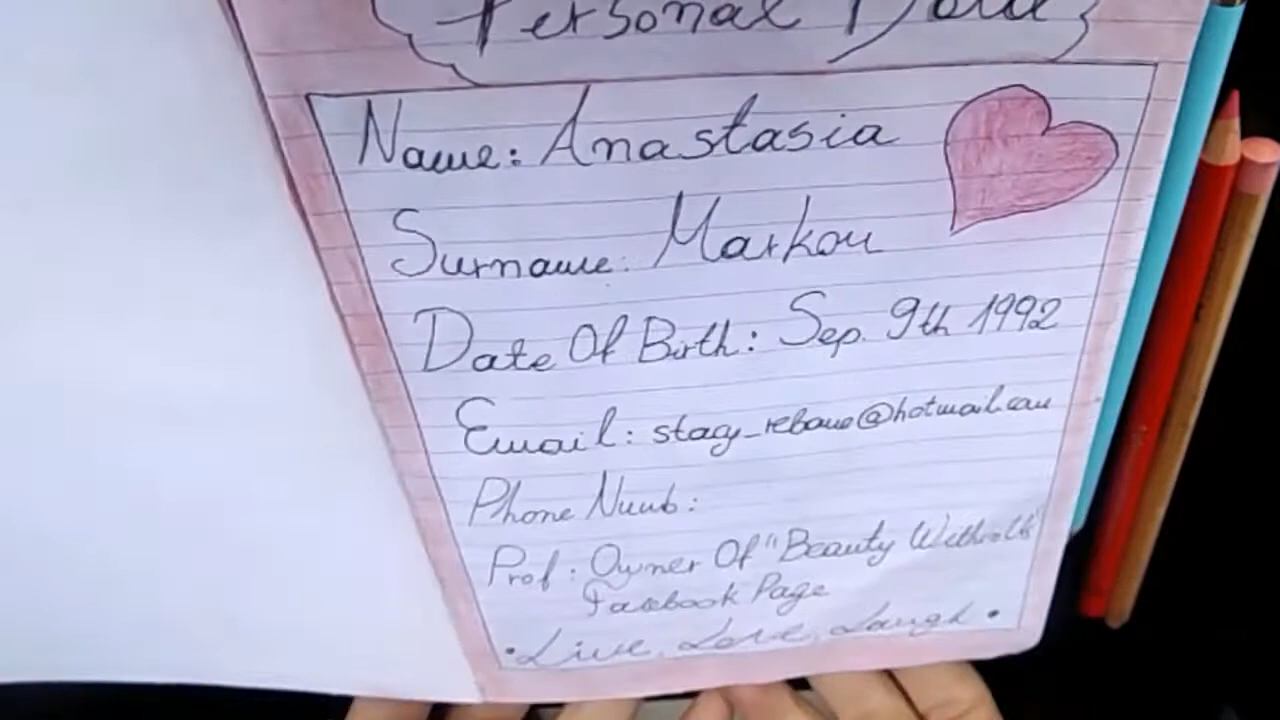 Personal Data
Name: Anastasia
Surname: Markou
Date Of Birth: Sep. 9th 1992
Email:
Phone Numb:
Prof: Owner Of "Beauty
Facebook Page
• Live, Love, Laugh •